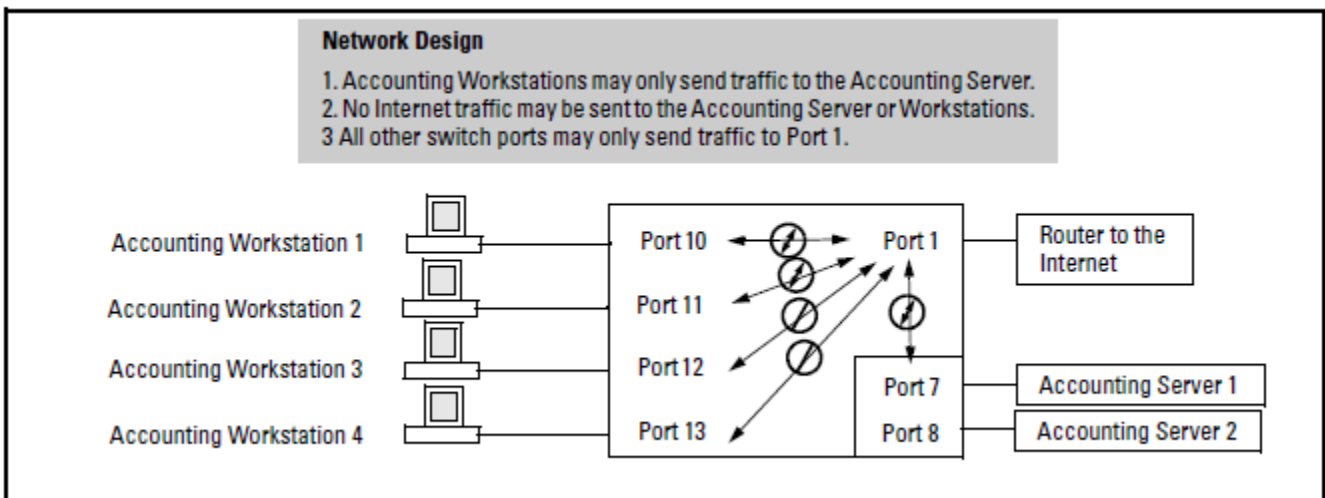 Network Design
1. Accounting Workstations may only send traffic to the Accounting Server.
2. No Internet traffic may be sent to the Accounting Server or Workstations.
3 All other switch ports may only send traffic to Port 1.
Accounting Workstation 1
Port 10
Port 1
Router to the
Internet
Accounting Workstation 2
Port 11
Accounting Workstation 3
Port 12
Port 7
Accounting Server 1
Accounting Workstation 4
Port 13
Port 8
Accounting Server 2